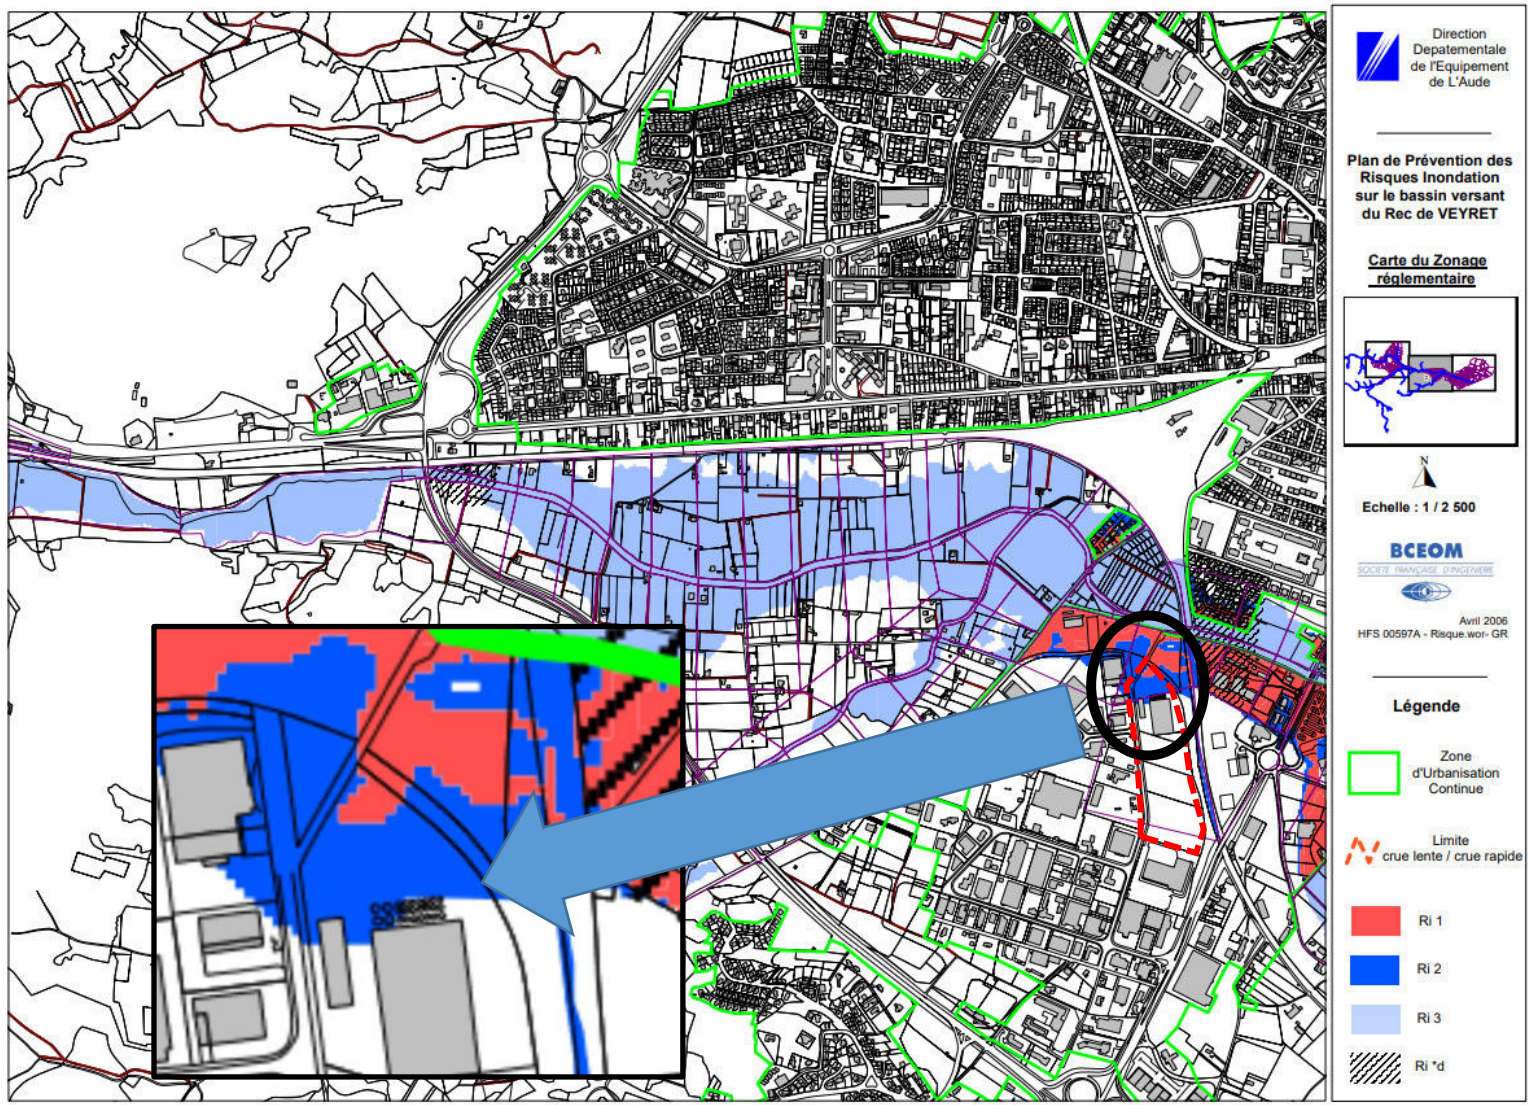 Direction
Depatementale
de l'Equipement
de L'Aude
Plan de Prévention des
Risques Inondation
sur le bassin versant
du Rec de VEYRET
Carte du Zonage
réglementaire
N
Echelle : 1 / 2 500
BCEOM
SOCIETE FRANÇAISE D'INGENIERIE
Avril 2006
HFS 00597A - Risque.wor- GR
Légende
Zone
d'Urbanisation
Continue
Limite
crue lente / crue rapide
Ri 1
Ri 2
Ri 3
Ri *d